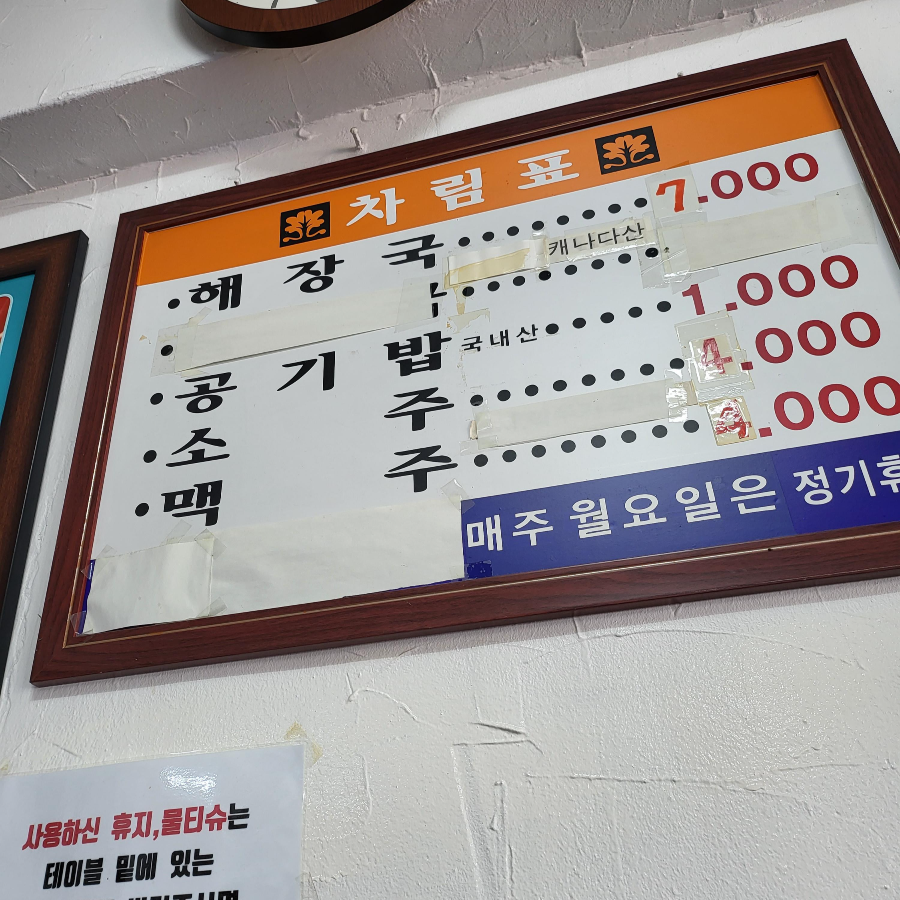 차림표
해장국 7.000
캐나다산
공기밥 국내산 1.000
소주 4.000
맥주 4.000
매주 월요일은 정기휴
사용하신 휴지,물티슈는
테이블 밑에 있는